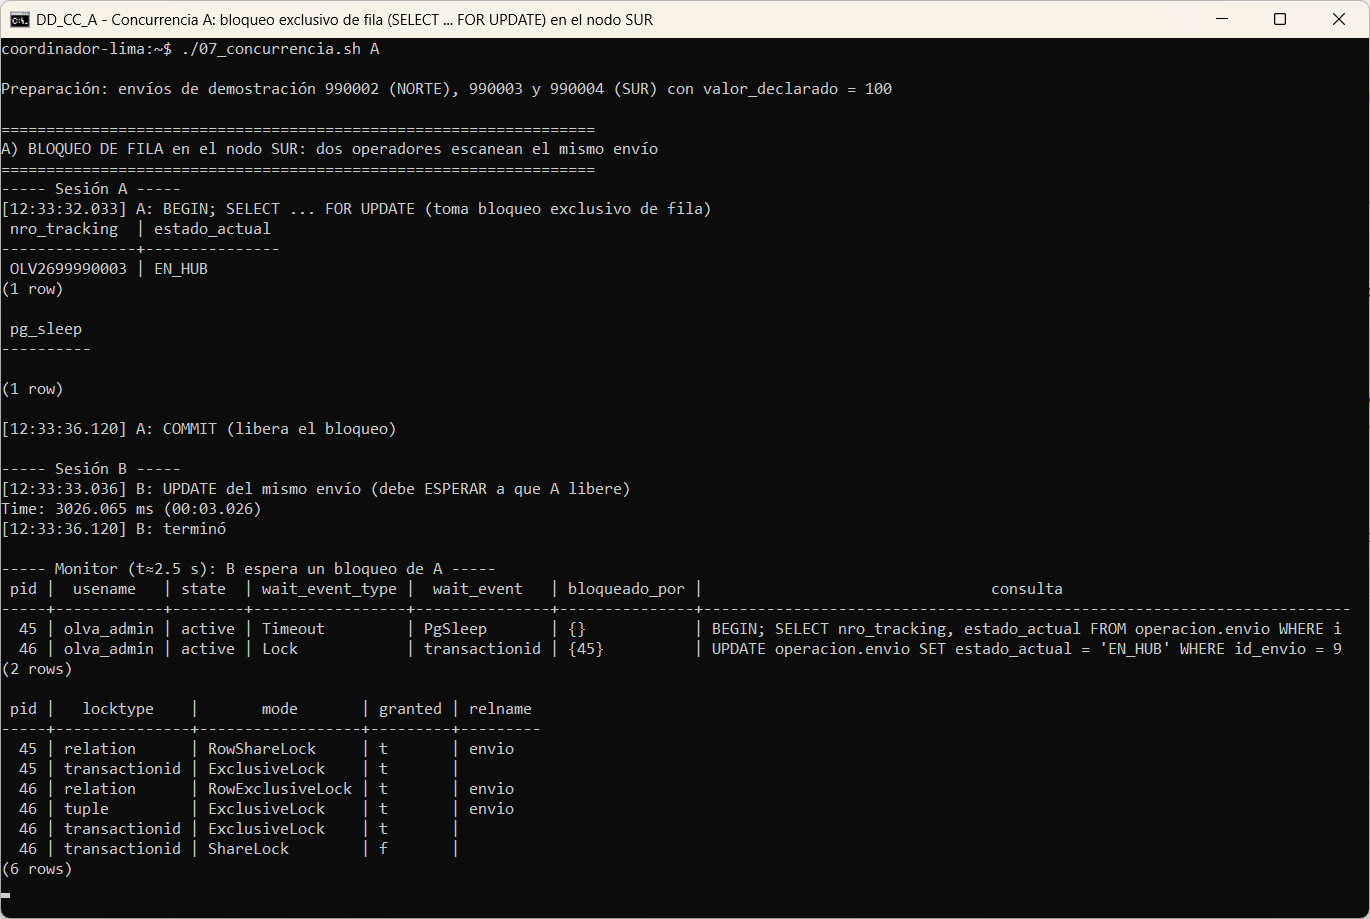 DD_CC_A - Concurrencia A: bloqueo exclusivo de fila (SELECT ... FOR UPDATE) en el nodo SUR
coordinador-lima:~$ ./07_concurrencia.sh A
Preparación: envíos de demostración 990002 (NORTE), 990003 y 990004 (SUR) con valor_declarado = 100
==================================================================
A) BLOQUEO DE FILA en el nodo SUR: dos operadores escanean el mismo envío
==================================================================
----- Sesión A -----
[12:33:32.033] A: BEGIN; SELECT ... FOR UPDATE (toma bloqueo exclusivo de fila)
 nro_tracking  | estado_actual
---------------+---------------
 OLV2699990003 | EN_HUB
(1 row)
 pg_sleep
----------
(1 row)
[12:33:36.120] A: COMMIT (libera el bloqueo)
----- Sesión B -----
[12:33:33.036] B: UPDATE del mismo envío (debe ESPERAR a que A libere)
Time: 3026.065 ms (00:03.026)
[12:33:36.120] B: terminó
----- Monitor (t≈2.5 s): B espera un bloqueo de A -----
 pid |  usename   | state  | wait_event_type |  wait_event   | bloqueado_por |                                consulta
-----+------------+--------+-----------------+---------------+---------------+------------------------------------------------------------------------
  45 | olva_admin | active | Timeout         | PgSleep       | {}            | BEGIN; SELECT nro_tracking, estado_actual FROM operacion.envio WHERE i
  46 | olva_admin | active | Lock            | transactionid | {45}          | UPDATE operacion.envio SET estado_actual = 'EN_HUB' WHERE id_envio = 9
(2 rows)
 pid |   locktype    |       mode       | granted | relname
-----+---------------+------------------+---------+---------
  45 | relation      | RowShareLock     | t       | envio
  45 | transactionid | ExclusiveLock    | t       |
  46 | relation      | RowExclusiveLock | t       | envio
  46 | tuple         | ExclusiveLock    | t       | envio
  46 | transactionid | ExclusiveLock    | t       |
  46 | transactionid | ShareLock        | f       |
(6 rows)